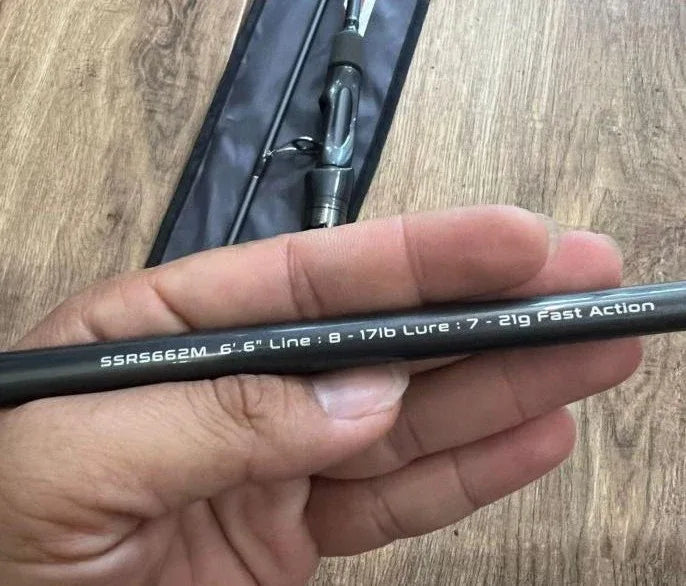 SSRS662M 6' 6" Line : 8 - 17lb Lure : 7 - 21g Fast Action